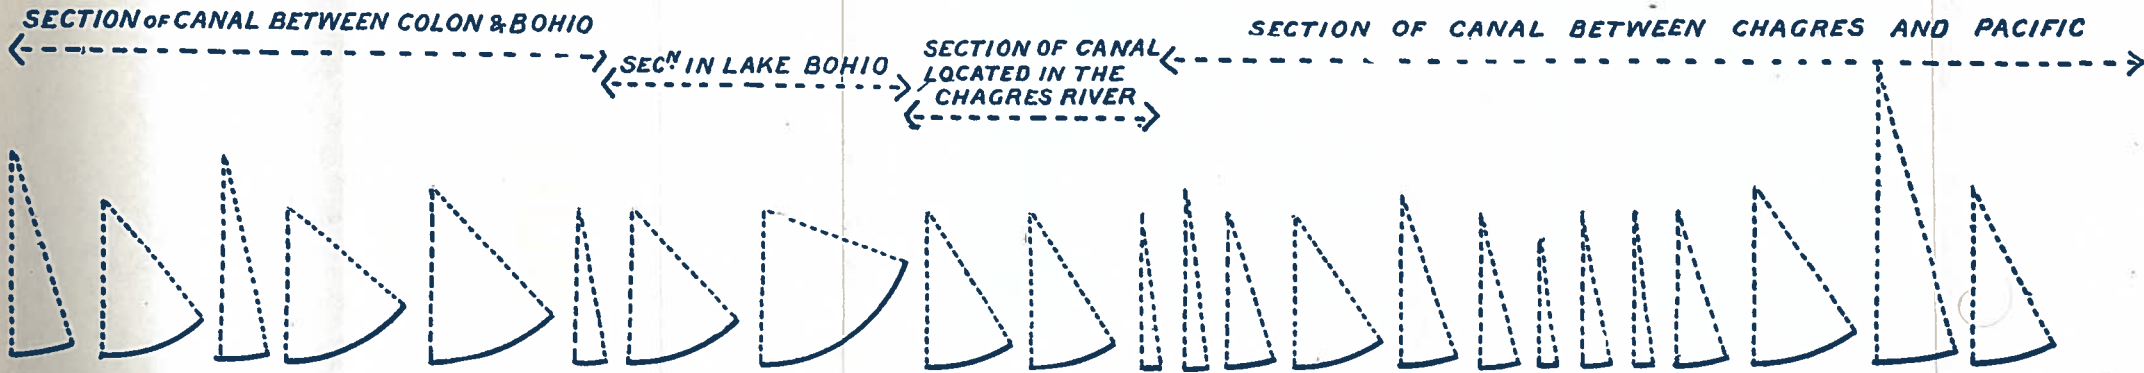 SECTION OF CANAL BETWEEN COLON & BOHIO
SECN IN LAKE BOHIO
SECTION OF CANAL
LOCATED IN THE
CHAGRES RIVER
SECTION OF CANAL BETWEEN CHAGRES AND PACIFIC